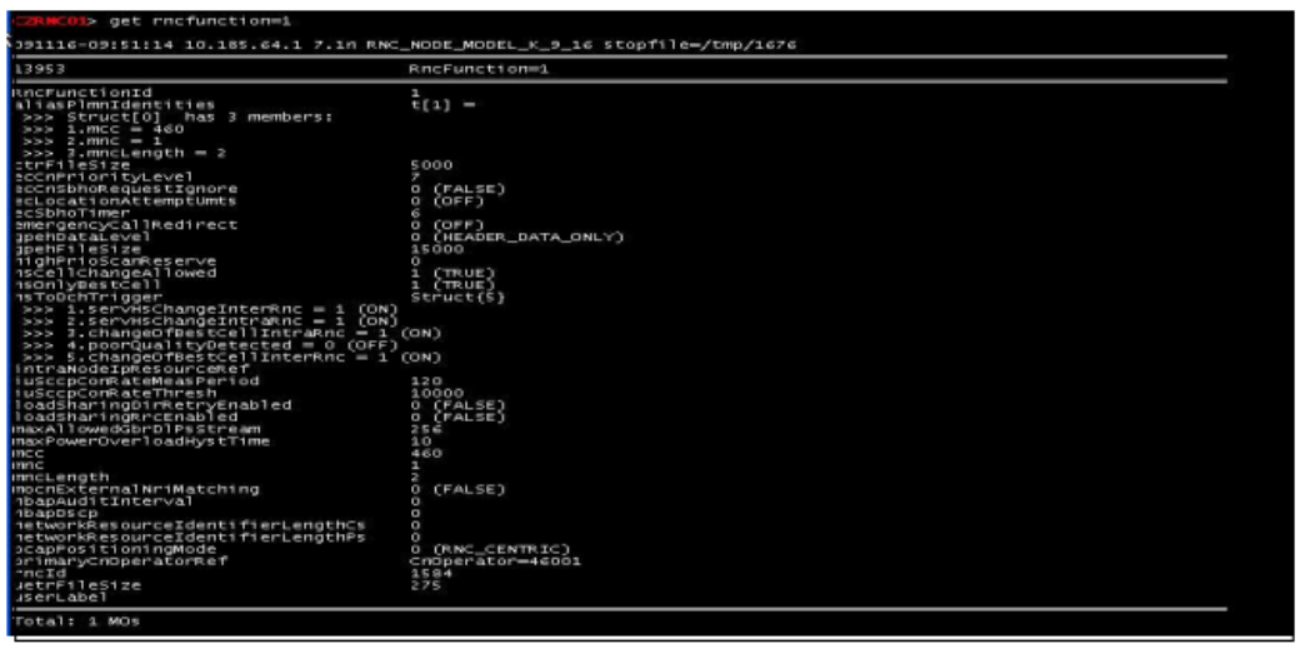 CZRNC01> get rncfunction=1
091116-09:51:14 10.185.64.1 7.1n RNC_NODE_MODEL_K_9_16 stopfile=/tmp/1676
13953 RncFunction=1
RncFunctionId 1
aliasPlmnIdentities t[1] =
>>> Struct[0] has 3 members:
>>> 1.mcc = 460
>>> 2.mnc = 1
>>> 3.mncLength = 2
ctrFileSize 5000
ecCnPriorityLevel 7
ecCnSbhoRequestIgnore 0 (FALSE)
ecLocationAttemptUmts 0 (OFF)
ecSbhoTimer 6
emergencyCallRedirect 0 (OFF)
gpehDataLevel 0 (HEADER_DATA_ONLY)
gpehFileSize 15000
highPrioScanReserve 0
hsCellChangeAllowed 1 (TRUE)
hsOnlyBestCell 1 (TRUE)
hsToDchTrigger Struct{5}
>>> 1.servHsChangeInterRnc = 1 (ON)
>>> 2.servHsChangeIntraRnc = 1 (ON)
>>> 3.changeOfBestCellIntraRnc = 1 (ON)
>>> 4.poorQualityDetected = 0 (OFF)
>>> 5.changeOfBestCellInterRnc = 1 (ON)
intraNodeIpResourceRef
iuSccpConRateMeasPeriod 120
iuSccpConRateThresh 10000
loadSharingDirRetryEnabled 0 (FALSE)
loadSharingRrcEnabled 0 (FALSE)
maxAllowedGbrDlPsStream 256
maxPowerOverloadHystTime 10
mcc 460
mnc 1
mncLength 2
mocnExternalNriMatching 0 (FALSE)
nbapAuditInterval 0
nbapDscp 0
networkResourceIdentifierLengthCs 0
networkResourceIdentifierLengthPs 0
pcapPositioningMode 0 (RNC_CENTRIC)
primaryCnOperatorRef CnOperator=46001
rncId 1584
uetrFileSize 275
userLabel
Total: 1 MOs